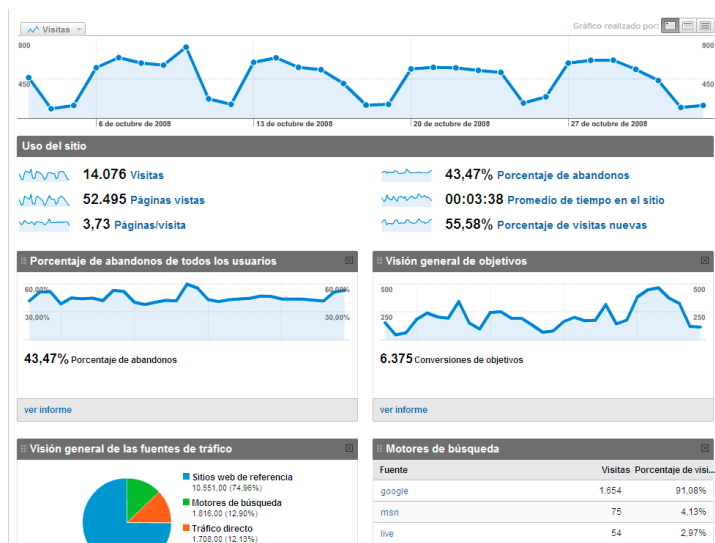 Visitas
Gráfico realizado por:
900 900
450 450
6 de octubre de 2008 13 de octubre de 2008 20 de octubre de 2008 27 de octubre de 2008
Uso del sitio
14.076 Visitas
52.495 Páginas vistas
3,73 Páginas/visita
43,47% Porcentaje de abandonos
00:03:38 Promedio de tiempo en el sitio
55,58% Porcentaje de visitas nuevas
Porcentaje de abandonos de todos los usuarios
60,00% 60,00%
30,00% 30,00%
43,47% Porcentaje de abandonos
ver informe
Visión general de objetivos
500 500
250 250
6.375 Conversiones de objetivos
ver informe
Visión general de las fuentes de tráfico
Sitios web de referencia
10.551,00 (74,96%)
Motores de búsqueda
1.816,00 (12,90%)
Tráfico directo
1.708,00 (12,13%)
Motores de búsqueda
Fuente Visitas Porcentaje de visi...
google 1.654 91,08%
msn 75 4,13%
live 54 2,97%